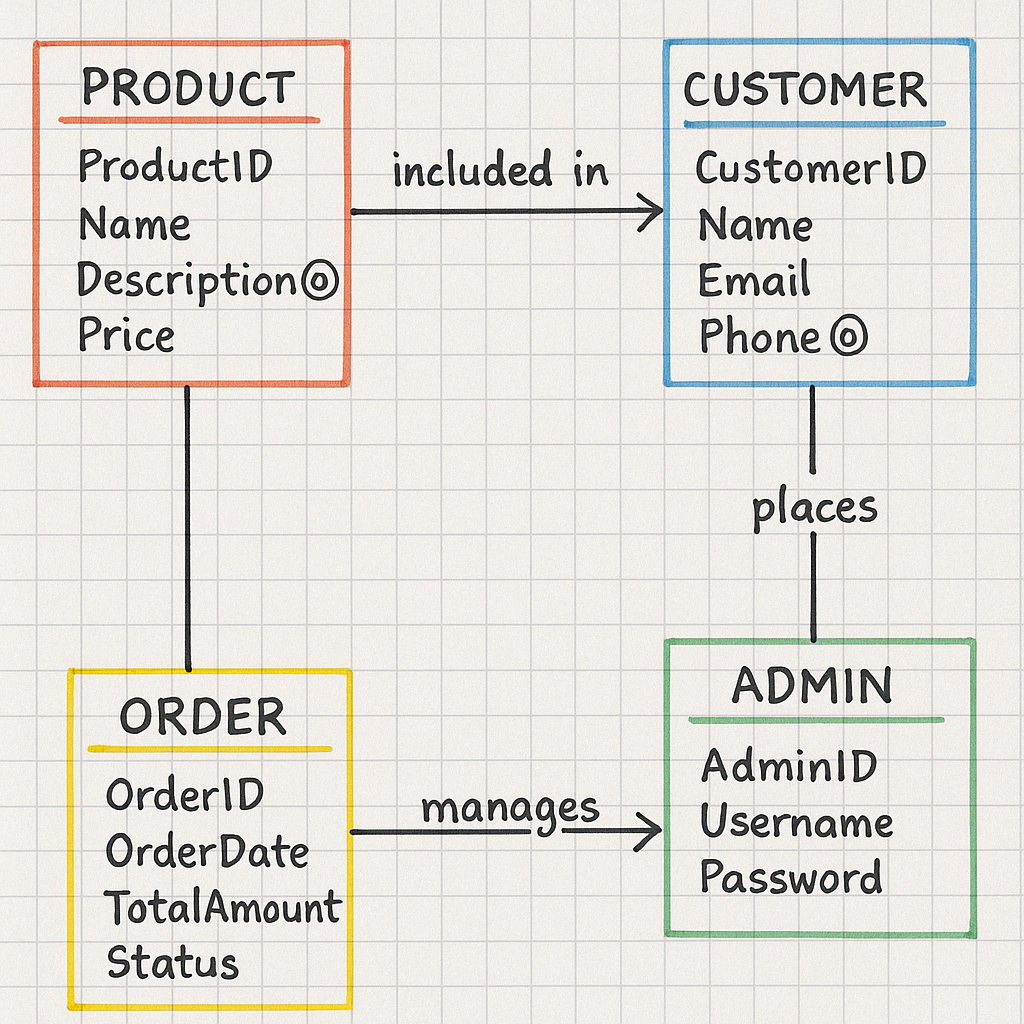 PRODUCT
ProductID
Name
Description◎
Price
included in
CUSTOMER
CustomerID
Name
Email
Phone ◎
places
ORDER
OrderID
OrderDate
TotalAmount
Status
manages
ADMIN
AdminID
Username
Password